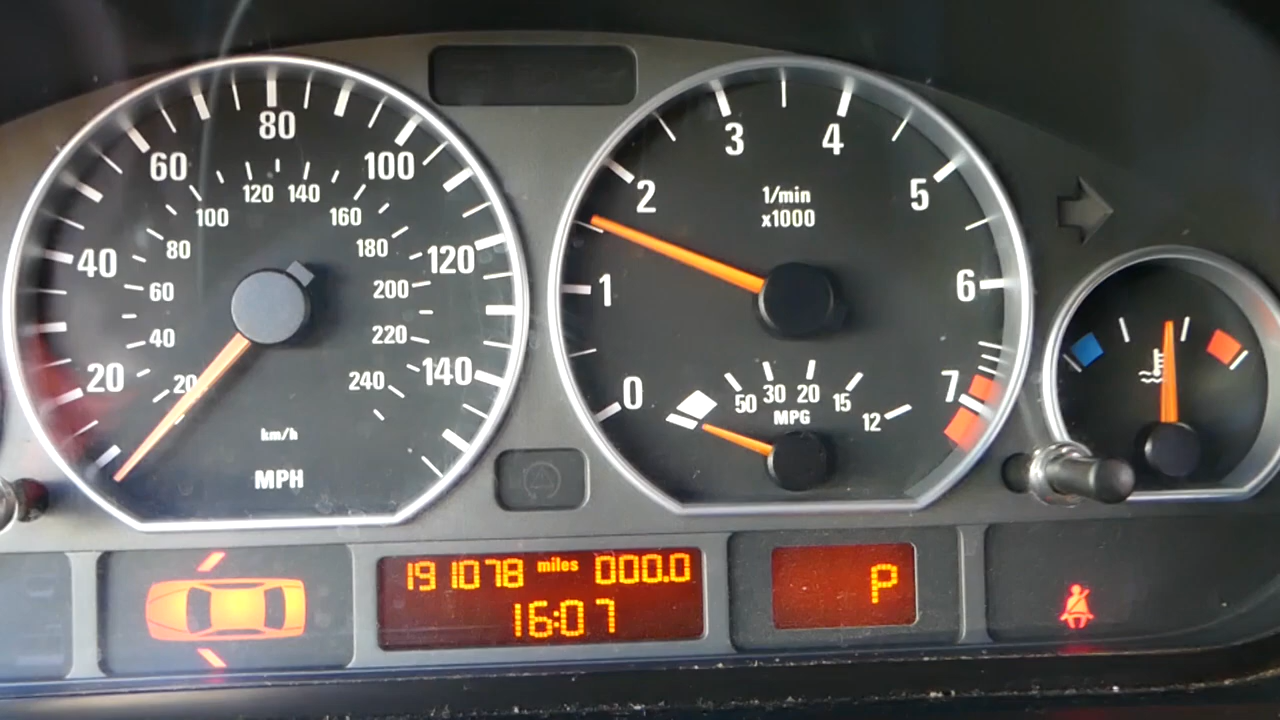 20 40 60 80 100 120 140
20 40 60 80 100 120 140 160 180 200 220 240
km/h
MPH
0 1 2 3 4 5 6 7
1/min
x1000
50 30 20 15 12
MPG
191078 miles 000.0
16:07
P